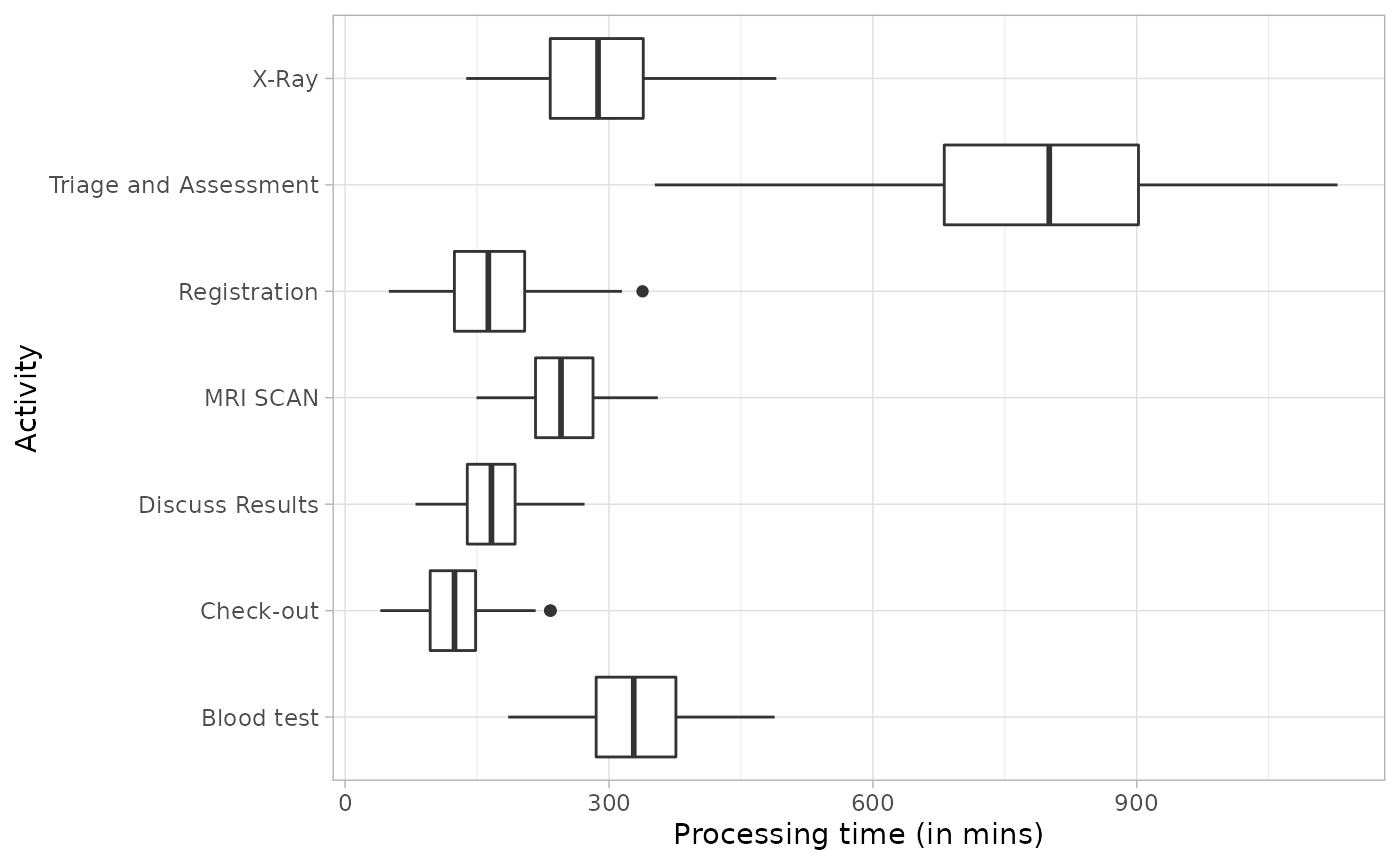 X-Ray
Triage and Assessment
Registration
MRI SCAN
Discuss Results
Check-out
Blood test
Activity
0 300 600 900
Processing time (in mins)